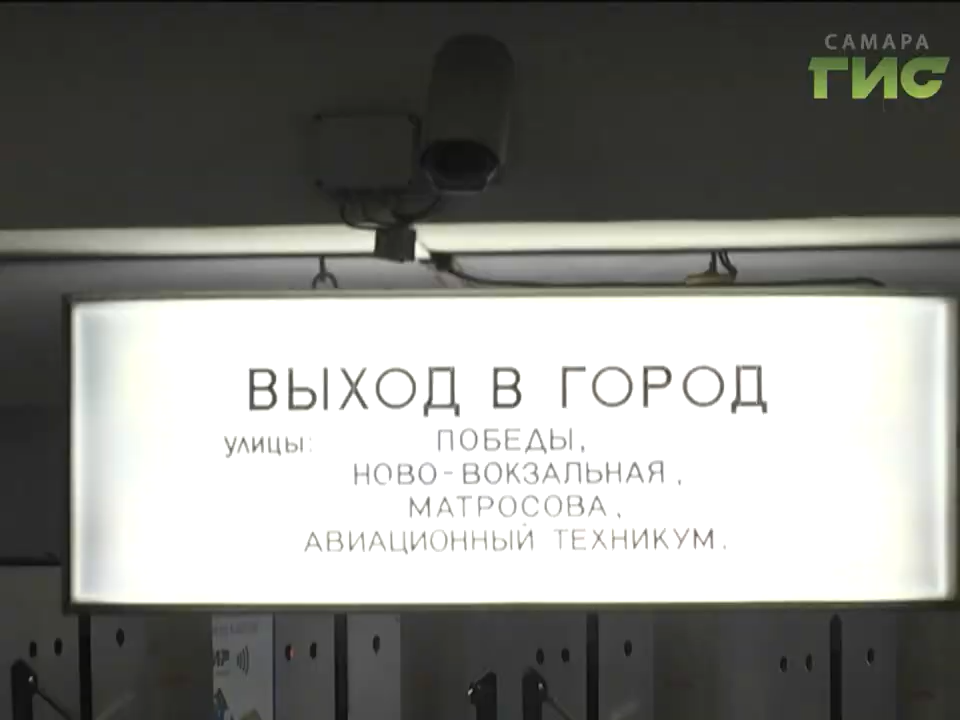 САМАРА
ГИС
ВЫХОД В ГОРОД
УЛИЦЫ: ПОБЕДЫ,
НОВО-ВОКЗАЛЬНАЯ,
МАТРОСОВА,
АВИАЦИОННЫЙ ТЕХНИКУМ.